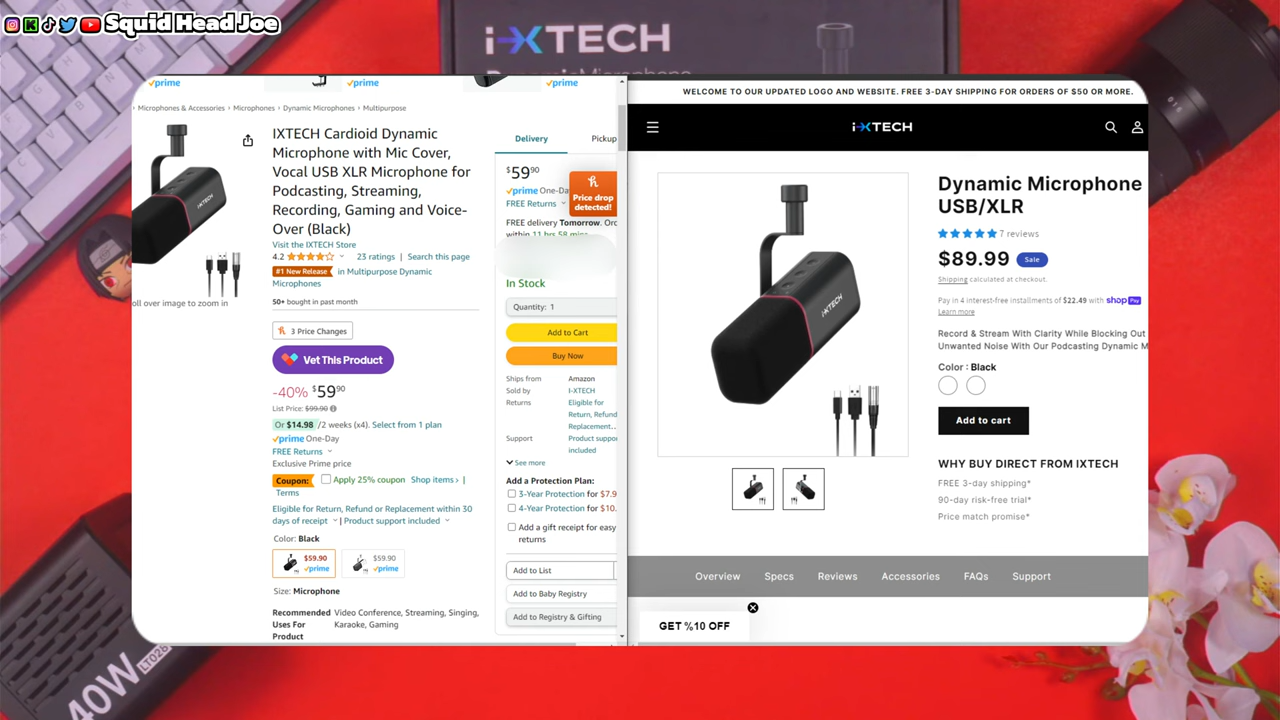 Squid Head Joe
i-XTECH
DynamicMicrophone
prime
prime
prime
› Microphones & Accessories › Microphones › Dynamic Microphones › Multipurpose
IXTECH Cardioid Dynamic
Microphone with Mic Cover,
Vocal USB XLR Microphone for
Podcasting, Streaming,
Recording, Gaming and Voice-
Over (Black)
Visit the IXTECH Store
4.2 23 ratings | Search this page
#1 New Release in Multipurpose Dynamic
Microphones
50+ bought in past month
oll over image to zoom in
i-XTECH
3 Price Changes
Vet This Product
-40% $59.90
List Price: $99.90
Or $14.98 /2 weeks (x4). Select from 1 plan
prime One-Day
FREE Returns
Exclusive Prime price
Coupon: Apply 25% coupon Shop items › |
Terms
Eligible for Return, Refund or Replacement within 30
days of receipt | Product support included
Color: Black
$59.90
prime
$59.90
prime
Size: Microphone
Recommended Video Conference, Streaming, Singing,
Uses For Karaoke, Gaming
Product
Delivery Pickup
$59.90
prime One-Da
FREE Returns
Price drop
detected!
FREE delivery Tomorrow. Ord
within 11 hrs 58 mins
In Stock
Quantity: 1
Add to Cart
Buy Now
Ships from Amazon
Sold by I-XTECH
Returns Eligible for
Return, Refund
Replacement...
Support Product suppo
included
See more
Add a Protection Plan:
3-Year Protection for $7.9
4-Year Protection for $10.
Add a gift receipt for easy
returns
Add to List
Add to Baby Registry
Add to Registry & Gifting
WELCOME TO OUR UPDATED LOGO AND WEBSITE. FREE 3-DAY SHIPPING FOR ORDERS OF $50 OR MORE.
i-XTECH
i-XTECH
Dynamic Microphone
USB/XLR
7 reviews
$89.99 Sale
Shipping calculated at checkout.
Pay in 4 interest-free installments of $22.49 with shop Pay
Learn more
Record & Stream With Clarity While Blocking Out
Unwanted Noise With Our Podcasting Dynamic M
Color : Black
Add to cart
WHY BUY DIRECT FROM IXTECH
FREE 3-day shipping*
90-day risk-free trial*
Price match promise*
Overview Specs Reviews Accessories FAQs Support
GET %10 OFF
40W
LT028